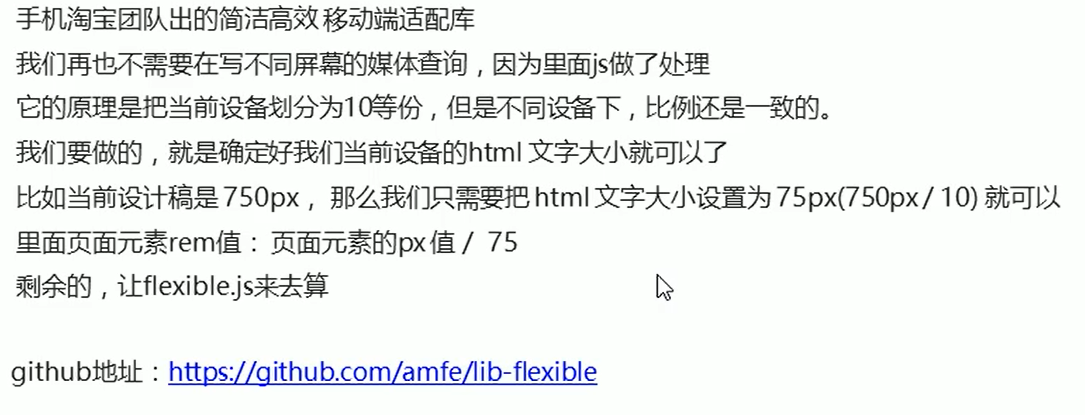 手机淘宝团队出的简洁高效 移动端适配库
我们再也不需要在写不同屏幕的媒体查询，因为里面js做了处理
它的原理是把当前设备划分为10等份，但是不同设备下，比例还是一致的。
我们要做的，就是确定好我们当前设备的html 文字大小就可以了
比如当前设计稿是 750px， 那么我们只需要把 html 文字大小设置为 75px(750px / 10) 就可以
里面页面元素rem值： 页面元素的px 值 / 75
剩余的，让flexible.js来去算
github地址：https://github.com/amfe/lib-flexible